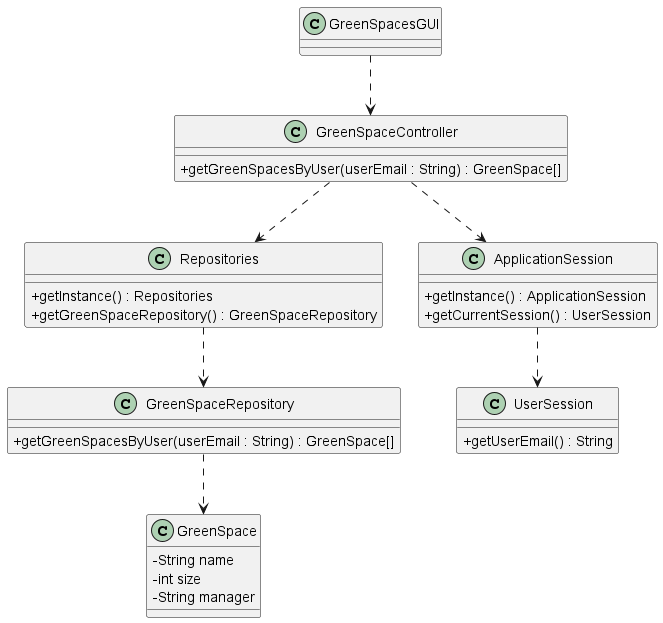 C GreenSpacesGUI
C GreenSpaceController
+getGreenSpacesByUser(userEmail : String) : GreenSpace[]
C Repositories
+getInstance() : Repositories
+getGreenSpaceRepository() : GreenSpaceRepository
C ApplicationSession
+getInstance() : ApplicationSession
+getCurrentSession() : UserSession
C GreenSpaceRepository
+getGreenSpacesByUser(userEmail : String) : GreenSpace[]
C UserSession
+getUserEmail() : String
C GreenSpace
-String name
-int size
-String manager